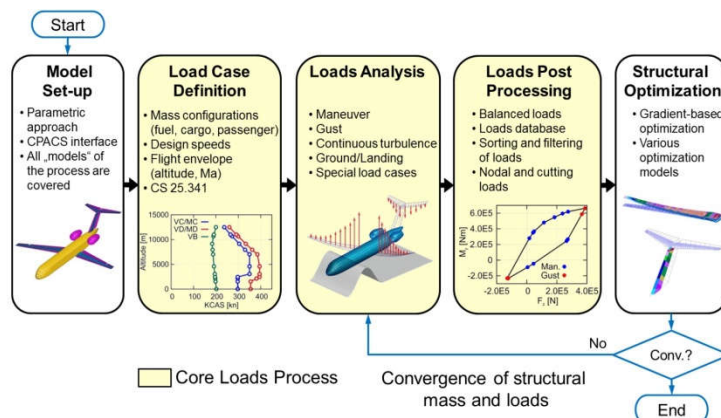 Start
Model
Set-up
• Parametric
approach
• CPACS interface
• All „models“ of
the process are
covered
Load Case
Definition
• Mass configurations
(fuel, cargo, passenger)
• Design speeds
• Flight envelope
(altitude, Ma)
• CS 25.341
VC/MC
VD/MD
VB
15000
12000
9000
6000
3000
0
Altitude [m]
0 100 200 300 400
KCAS [kn]
Loads Analysis
• Maneuver
• Gust
• Continuous turbulence
• Ground/Landing
• Special load cases
Loads Post
Processing
• Balanced loads
• Loads database
• Sorting and filtering
of loads
• Nodal and cutting
loads
6.0E5
4.0E5
2.0E5
0
-2.0E5
Man.
Gust
-2.0E5 0 2.0E5 4.0E5
Structural
Optimization
• Gradient-based
optimization
• Various
optimization
models
No
Conv.?
End
Core Loads Process
Convergence of structural
mass and loads